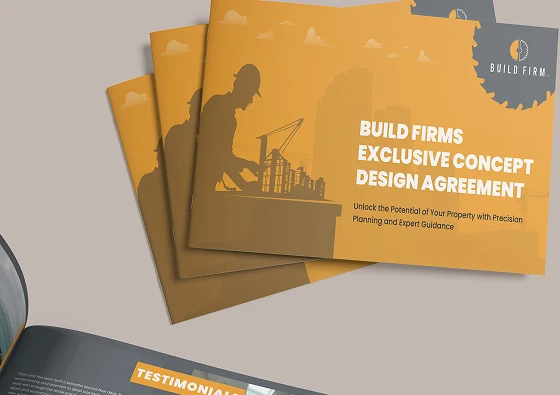 BUILD FIRM
BUILD FIRMS
EXCLUSIVE CONCEPT
DESIGN AGREEMENT
Unlock the Potential of Your Property with Precision
Planning and Expert Guidance
TESTIMONIALS